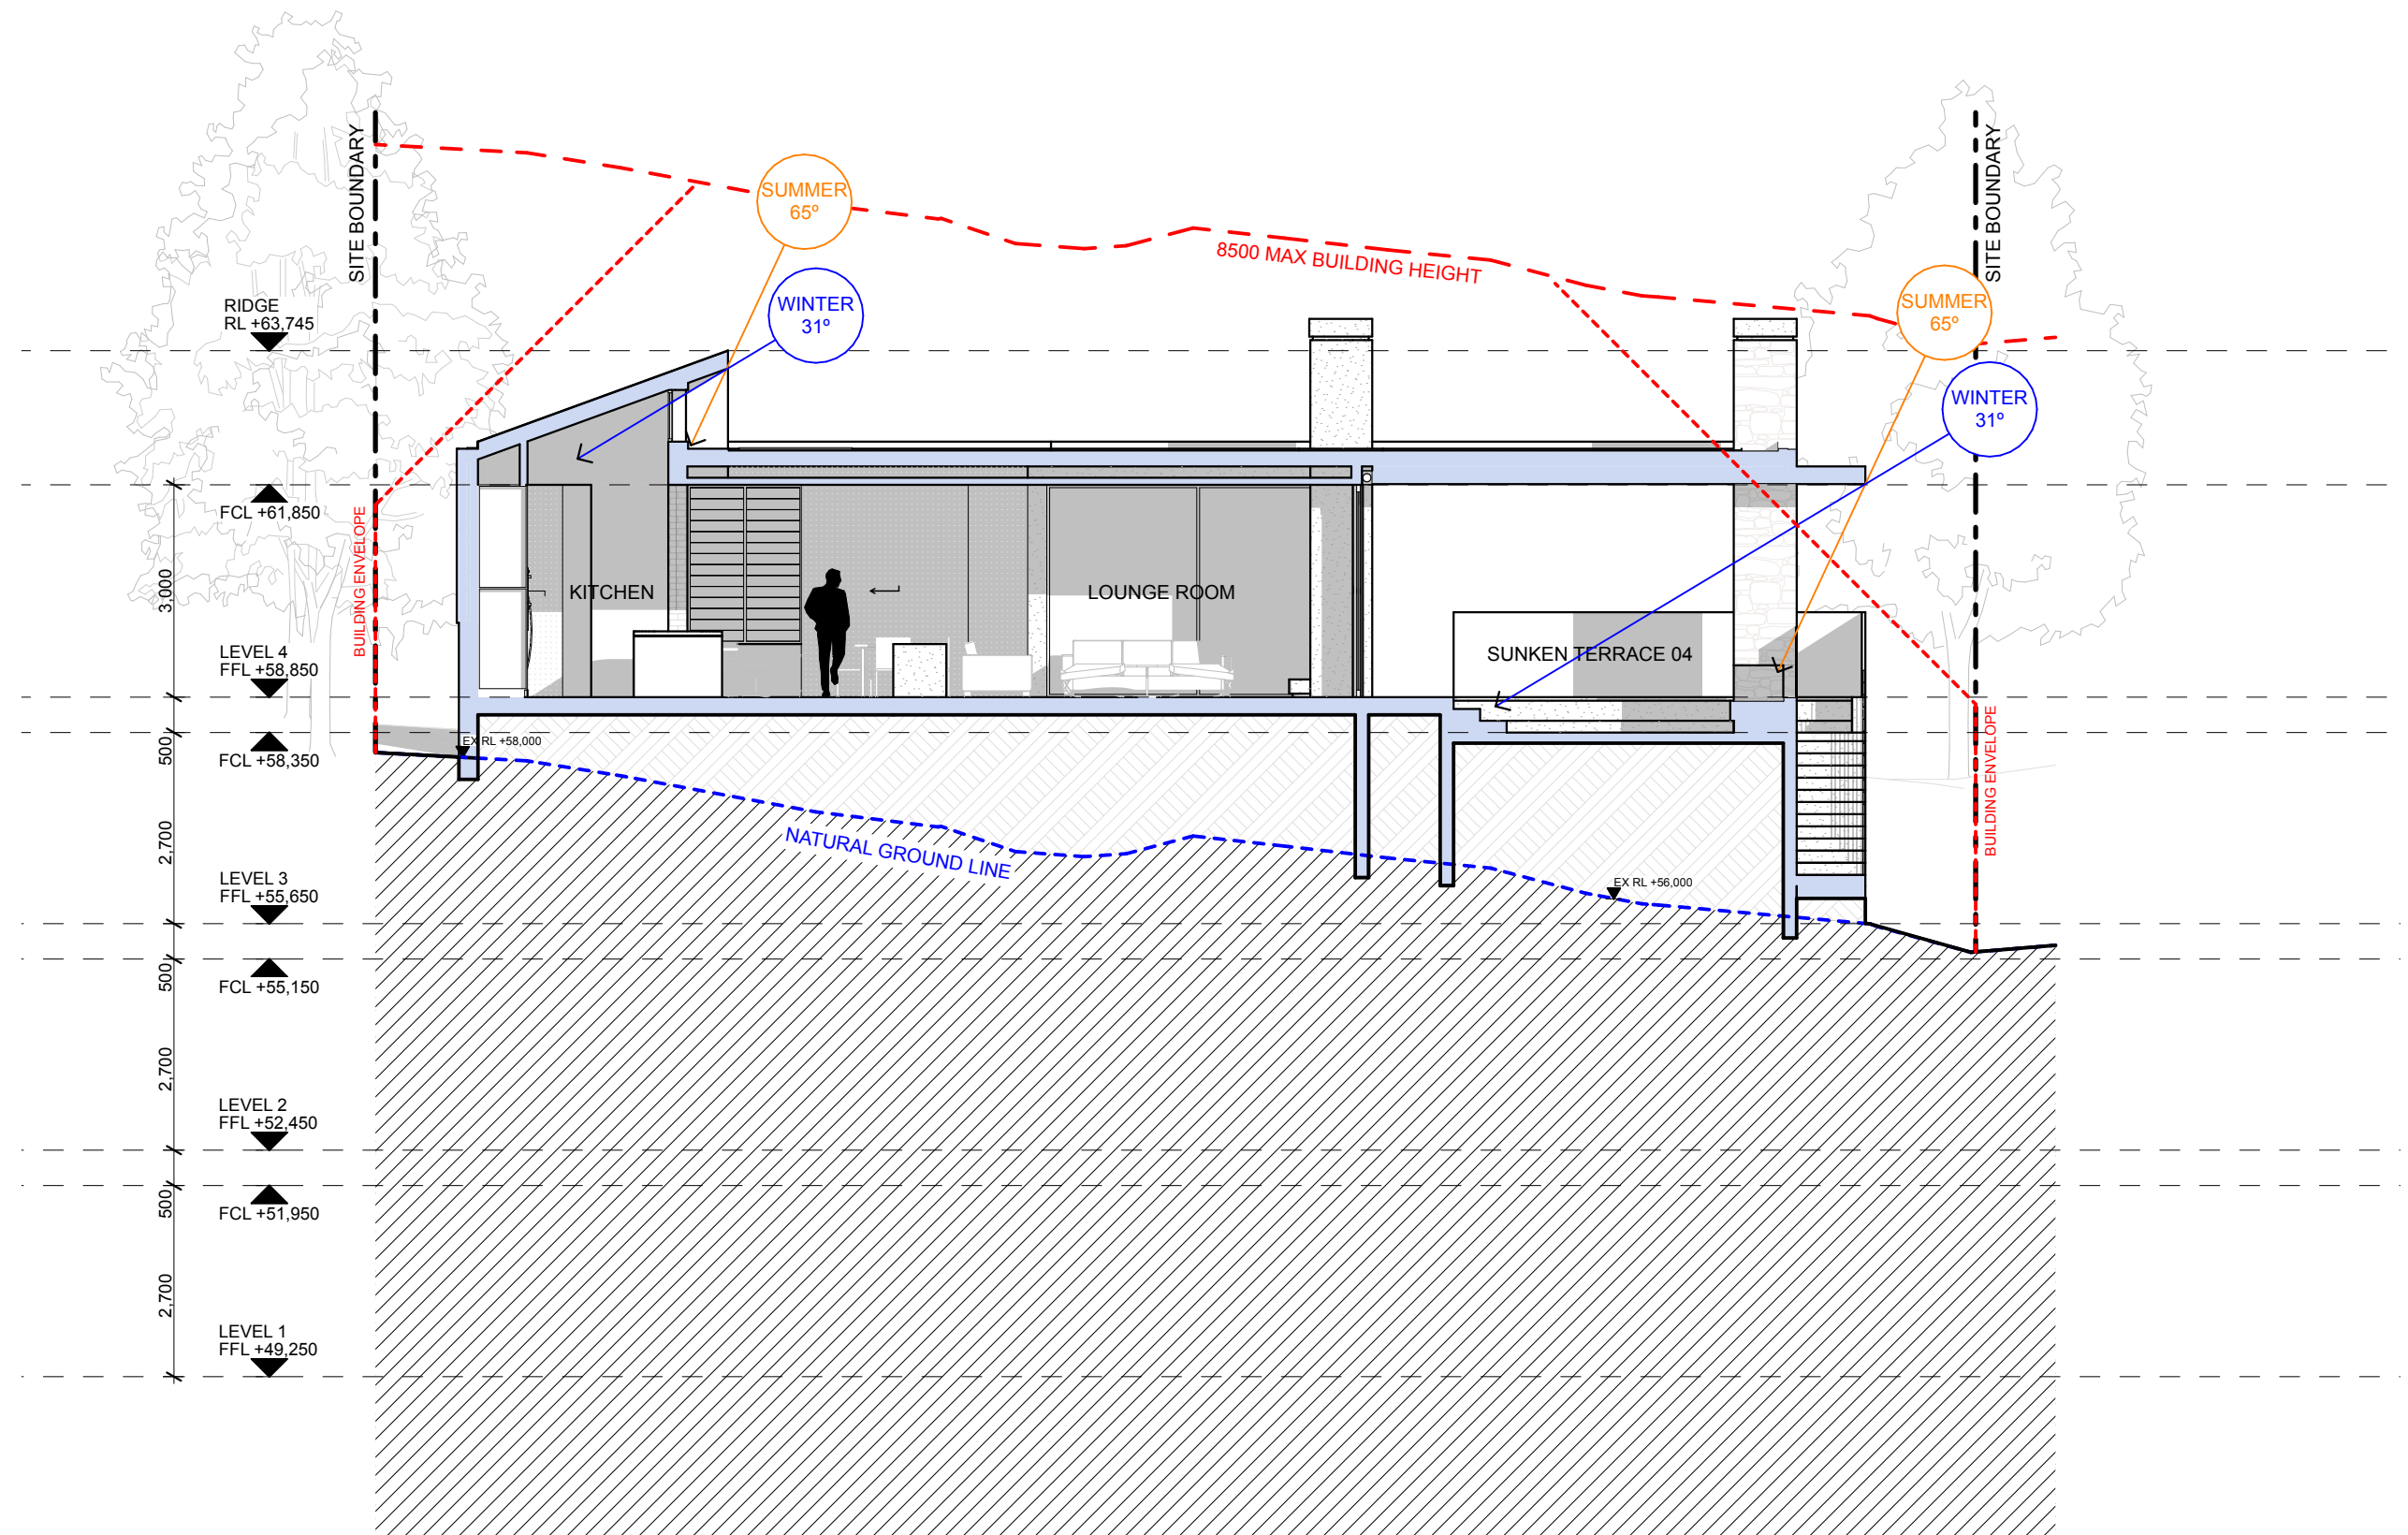 SITE BOUNDARY
SITE BOUNDARY
SUMMER
65º
8500 MAX BUILDING HEIGHT
WINTER
31º
SUMMER
65º
RIDGE
RL +63,745
WINTER
31º
FCL +61,850
BUILDING ENVELOPE
3,000
KITCHEN
LOUNGE ROOM
LEVEL 4
FFL +58,850
SUNKEN TERRACE 04
500
EX RL +58,000
FCL +58,350
BUILDING ENVELOPE
2,700
NATURAL GROUND LINE
LEVEL 3
FFL +55,650
EX RL +56,000
500
FCL +55,150
2,700
LEVEL 2
FFL +52,450
500
FCL +51,950
2,700
LEVEL 1
FFL +49,250